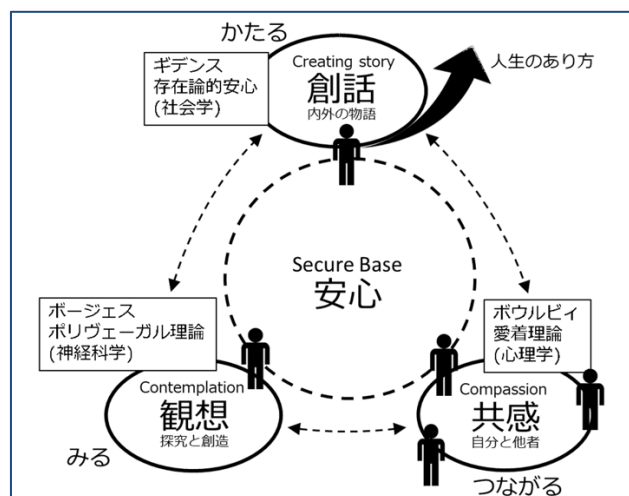 かたる
ギデンス
存在論的安心
(社会学)
Creating story
創話
内外の物語
人生のあり方
Secure Base
安心
ボージェス
ポリヴェーガル理論
(神経科学)
Contemplation
観想
探究と創造
みる
ボウルビィ
愛着理論
(心理学)
Compassion
共感
自分と他者
つながる